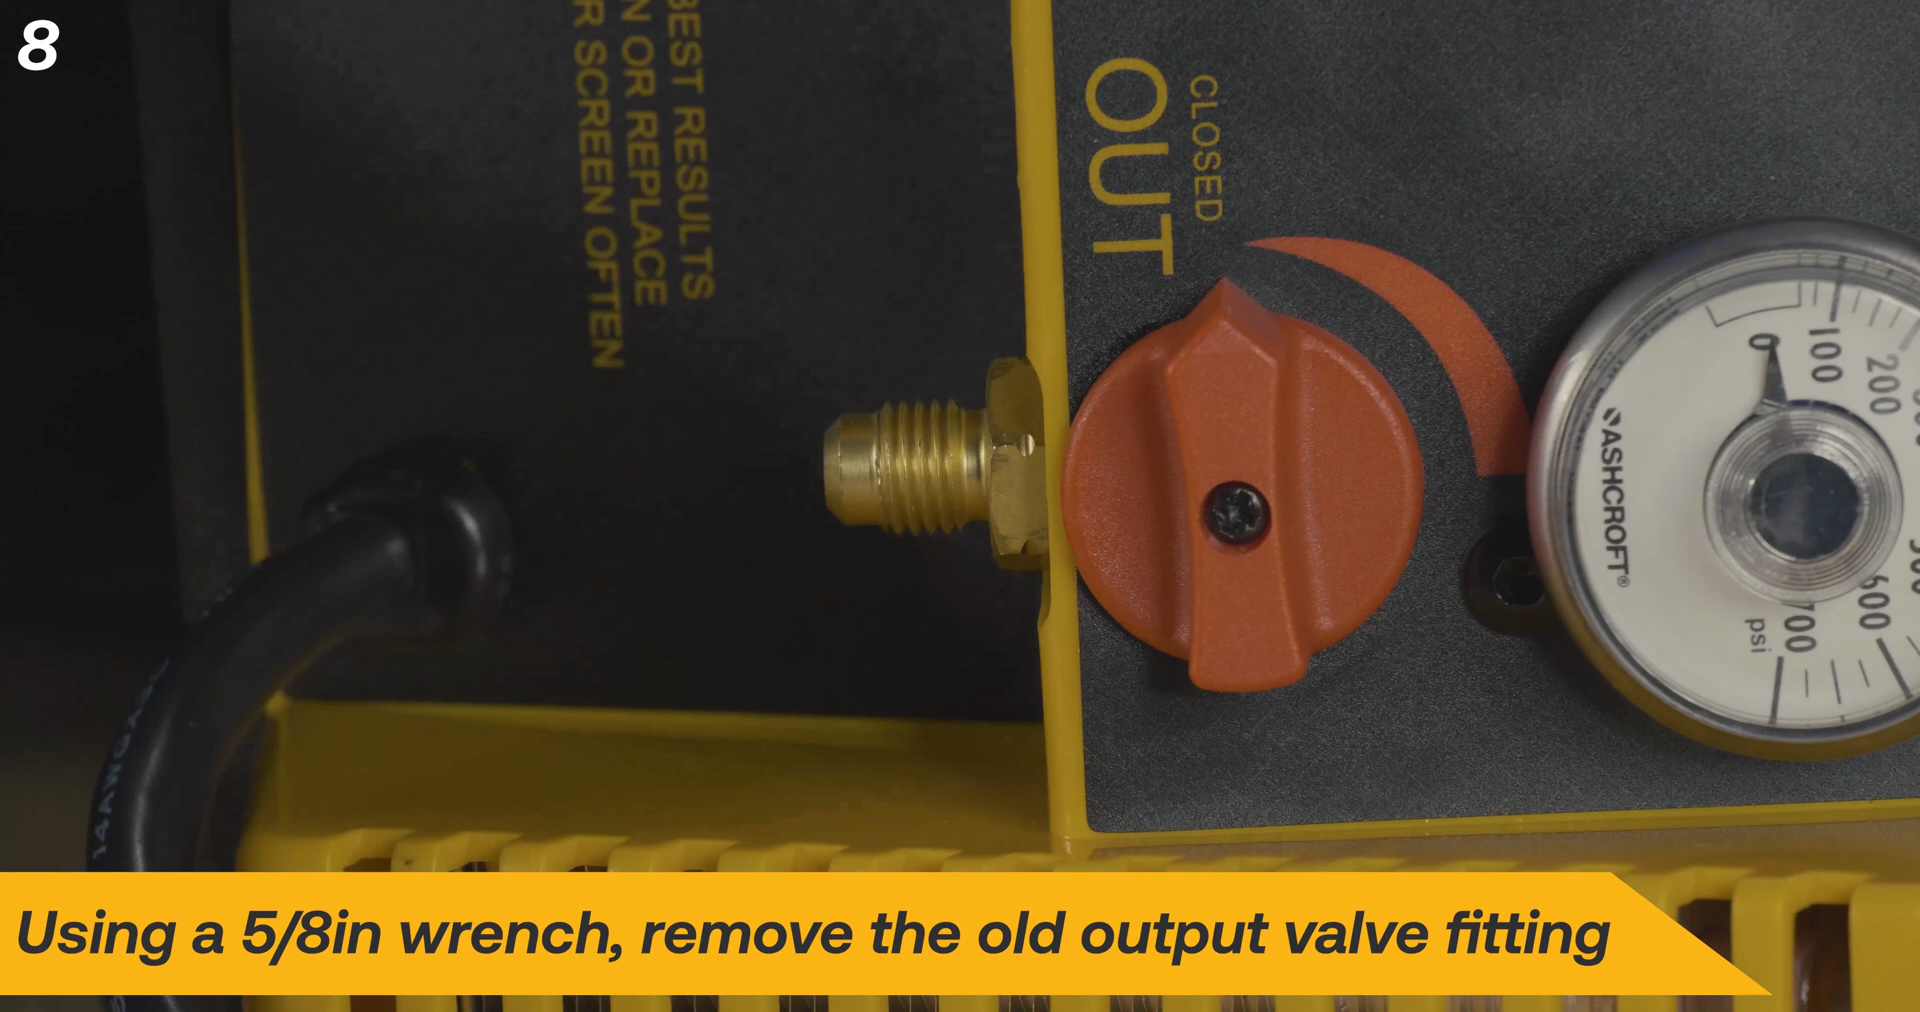 8
BEST RESULTS
N OR REPLACE
R SCREEN OFTEN
OUT
CLOSED
0
100
200
600
700
psi
ASHCROFT®
14AWG
Using a 5/8in wrench, remove the old output valve fitting